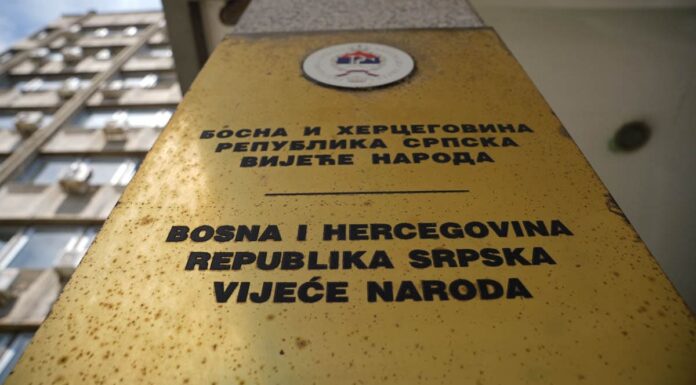 БОСНА И ХЕРЦЕГОВИНА
РЕПУБЛИКА СРПСКА
ВИЈЕЋЕ НАРОДА
BOSNA I HERCEGOVINA
REPUBLIKA SRPSKA
VIJEĆE NARODA